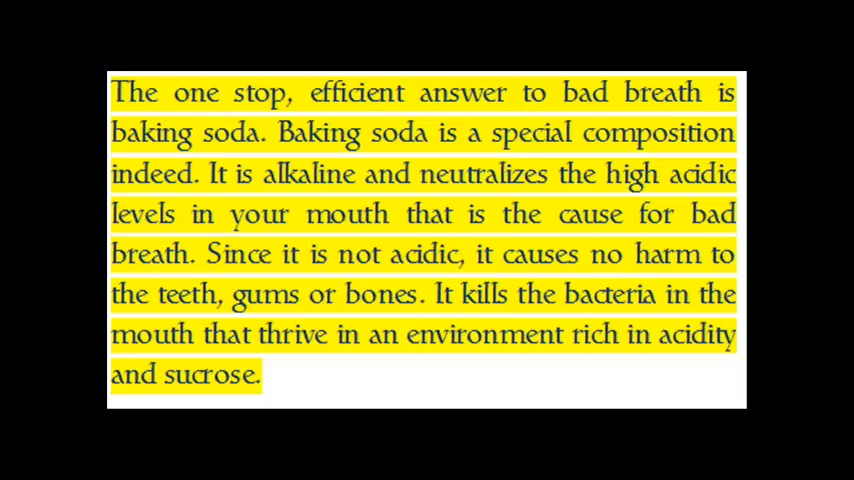 The one stop, efficient answer to bad breath is
baking soda. Baking soda is a special composition
indeed. It is alkaline and neutralizes the high acidic
levels in your mouth that is the cause for bad
breath. Since it is not acidic, it causes no harm to
the teeth, gums or bones. It kills the bacteria in the
mouth that thrive in an environment rich in acidity
and sucrose.